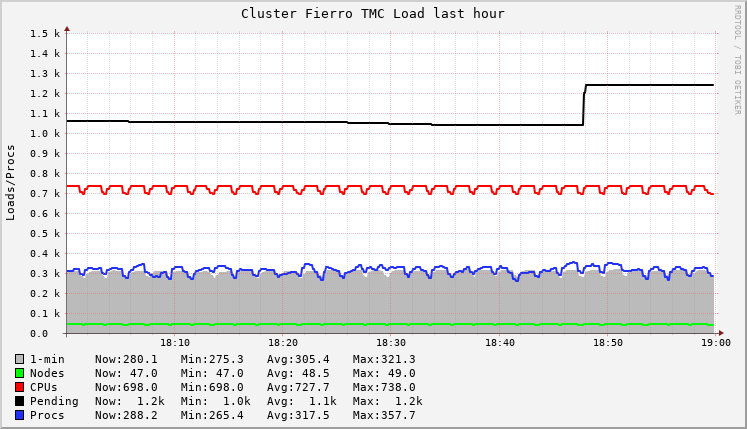 Cluster Fierro TMC Load last hour
RRDTOOL / TOBI OETIKER
Loads/Procs
1.5 k
1.4 k
1.3 k
1.2 k
1.1 k
1.0 k
0.9 k
0.8 k
0.7 k
0.6 k
0.5 k
0.4 k
0.3 k
0.2 k
0.1 k
0.0
18:10 18:20 18:30 18:40 18:50 19:00
1-min Now:280.1 Min:275.3 Avg:305.4 Max:321.3
Nodes Now: 47.0 Min: 47.0 Avg: 48.5 Max: 49.0
CPUs Now:698.0 Min:698.0 Avg:727.7 Max:738.0
Pending Now: 1.2k Min: 1.0k Avg: 1.1k Max: 1.2k
Procs Now:288.2 Min:265.4 Avg:317.5 Max:357.7